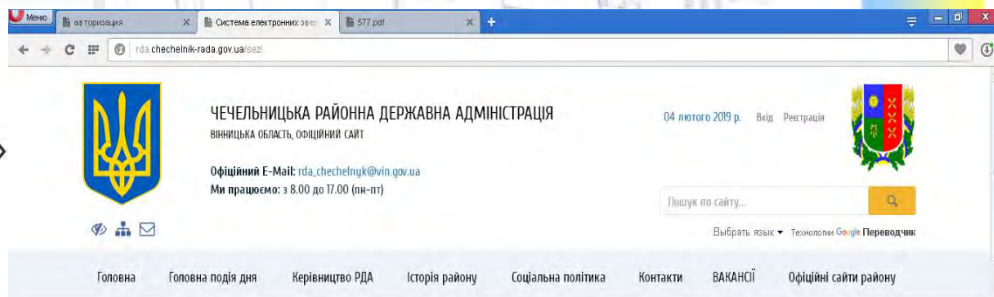 Меню авторизация Система електронних звер 577.pdf
rda.chechelnik-rada.gov.ua/sez/
ЧЕЧЕЛЬНИЦЬКА РАЙОННА ДЕРЖАВНА АДМІНІСТРАЦІЯ
ВІННИЦЬКА ОБЛАСТЬ, ОФІЦІЙНИЙ САЙТ
04 лютого 2019 р. Вхід Реєстрація
Офіційний E-Mail: rda_chechelnyk@vin.gov.ua
Ми працюємо: з 8.00 до 17.00 (пн-пт)
Пошук по сайту...
Выбрать язык Технологии Google Переводчик
Головна Головна подія дня Керівництво РДА Історія району Соціальна політика Контакти ВАКАНСІЇ Офіційні сайти району